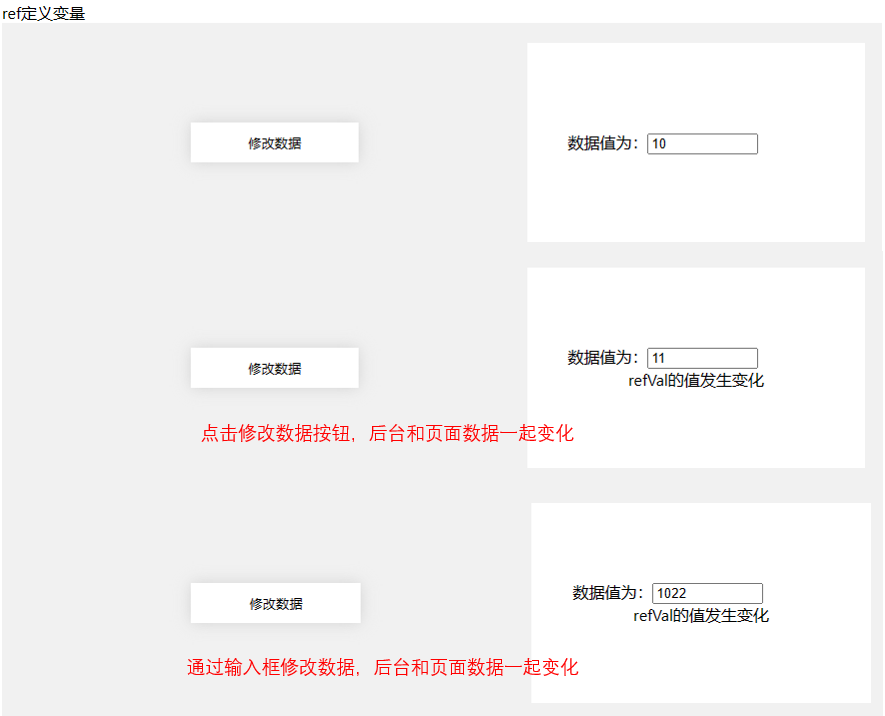 ref定义变量
修改数据
数据值为：10
修改数据
数据值为：11
refVal的值发生变化
点击修改数据按钮，后台和页面数据一起变化
修改数据
数据值为：1022
refVal的值发生变化
通过输入框修改数据，后台和页面数据一起变化